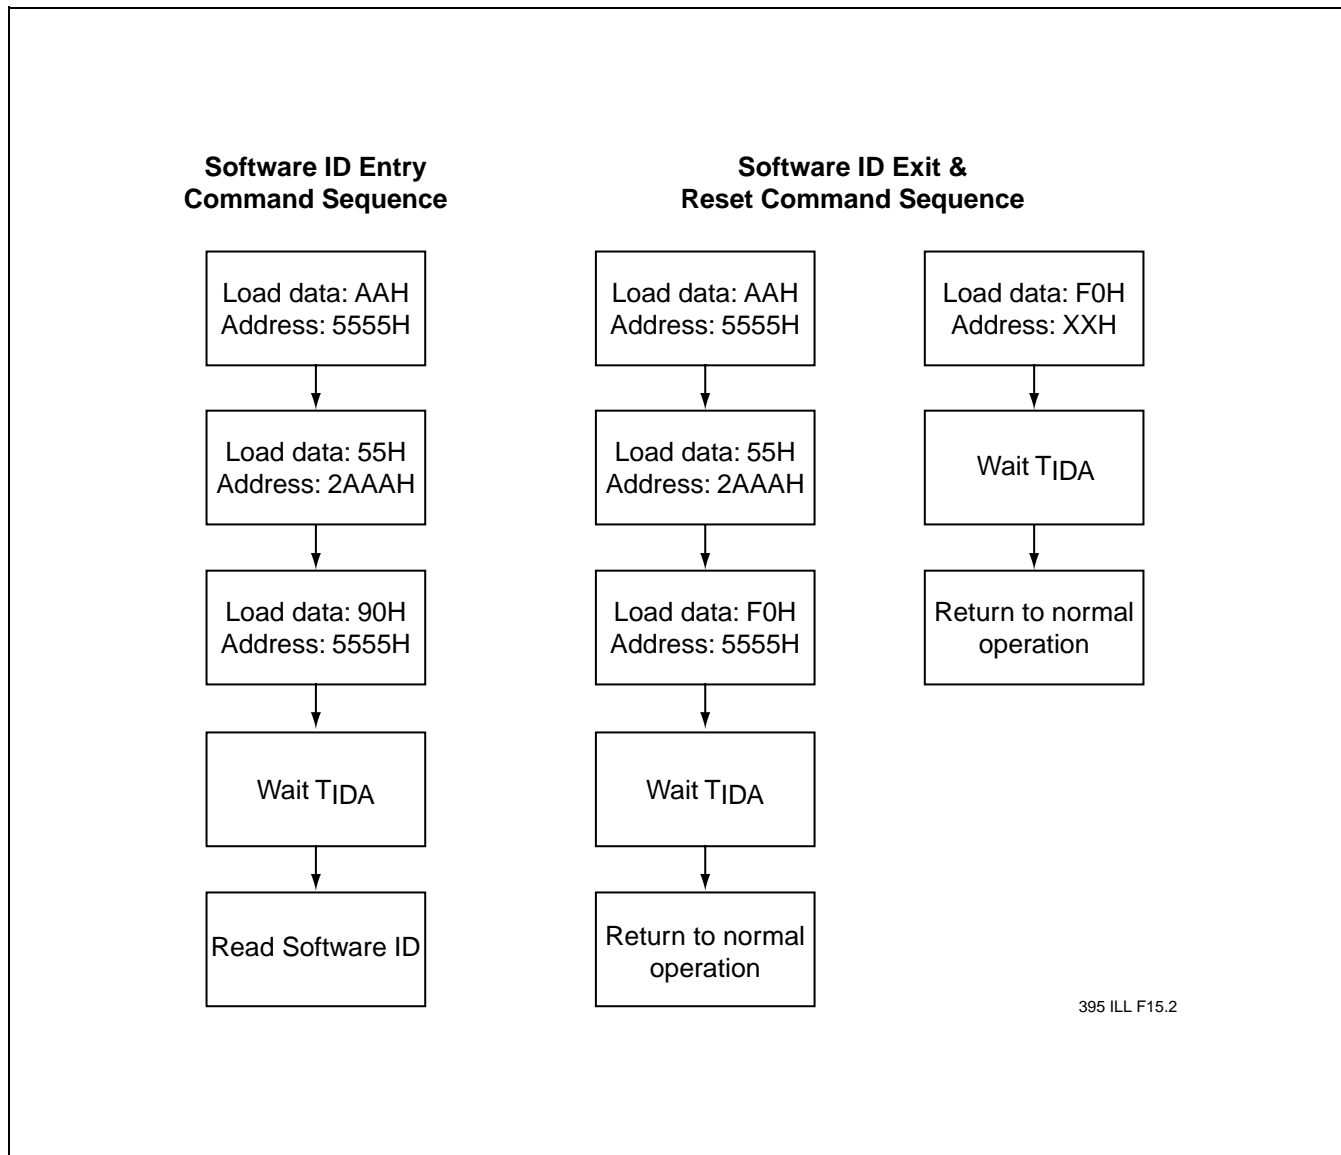 Software ID Entry
Command Sequence
Load data: AAH
Address: 5555H
Load data: 55H
Address: 2AAAH
Load data: 90H
Address: 5555H
Wait TIDA
Read Software ID
Software ID Exit &
Reset Command Sequence
Load data: AAH
Address: 5555H
Load data: 55H
Address: 2AAAH
Load data: F0H
Address: 5555H
Wait TIDA
Return to normal
operation
Load data: F0H
Address: XXH
Wait TIDA
Return to normal
operation
395 ILL F15.2